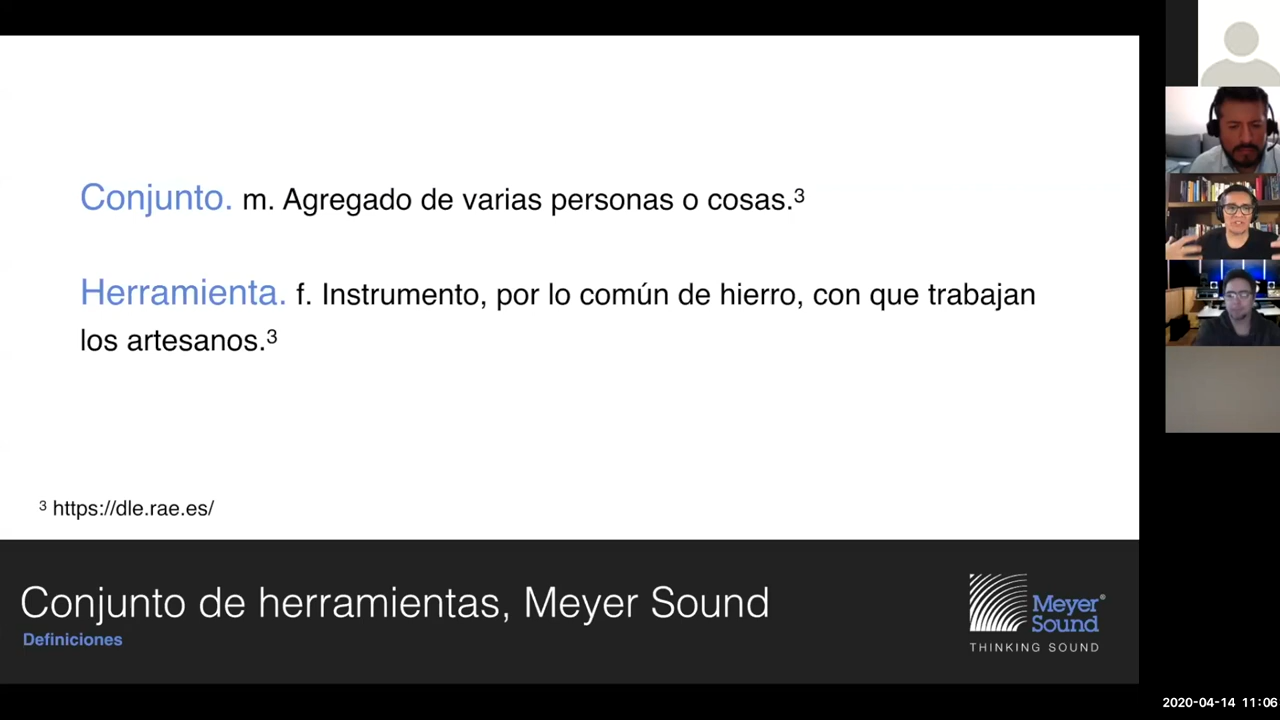 Conjunto. m. Agregado de varias personas o cosas.³
Herramienta. f. Instrumento, por lo común de hierro, con que trabajan
los artesanos.³
³ https://dle.rae.es/
Conjunto de herramientas, Meyer Sound
Definiciones
Meyer®
Sound
THINKING SOUND
2020-04-14 11:06